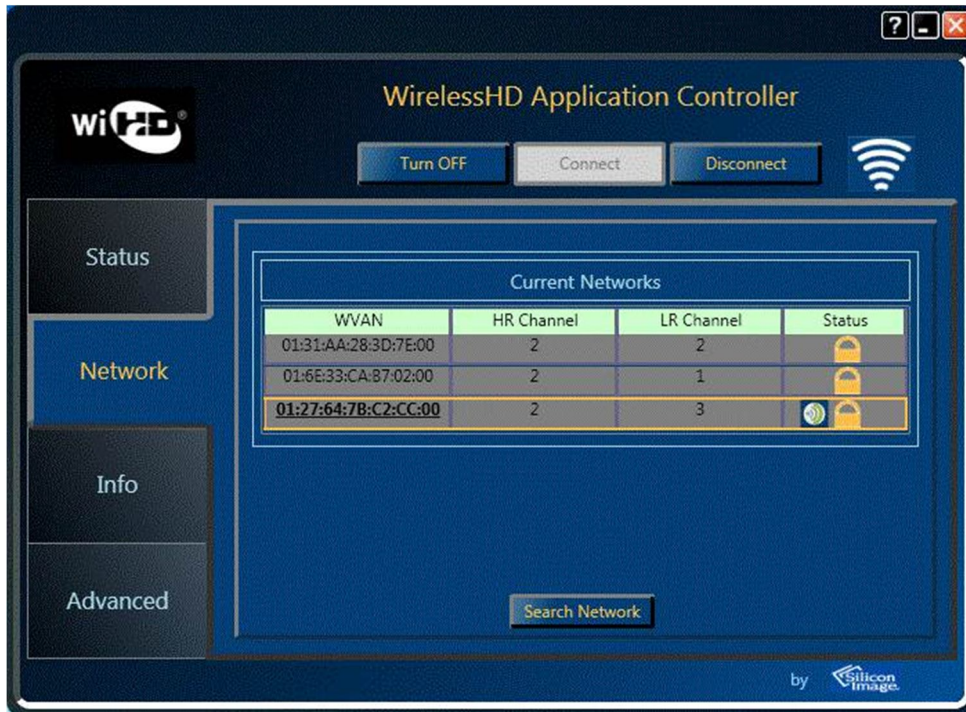 ?
wiHD®
WirelessHD Application Controller
Turn OFF Connect Disconnect
Status
Network
Info
Advanced
Current Networks
WVAN HR Channel LR Channel Status
01:31:AA:28:3D:7E:00 2 2
01:6E:33:CA:B7:02:00 2 1
01:27:64:7B:C2:CC:00 2 3
Search Network
by Silicon
Image.